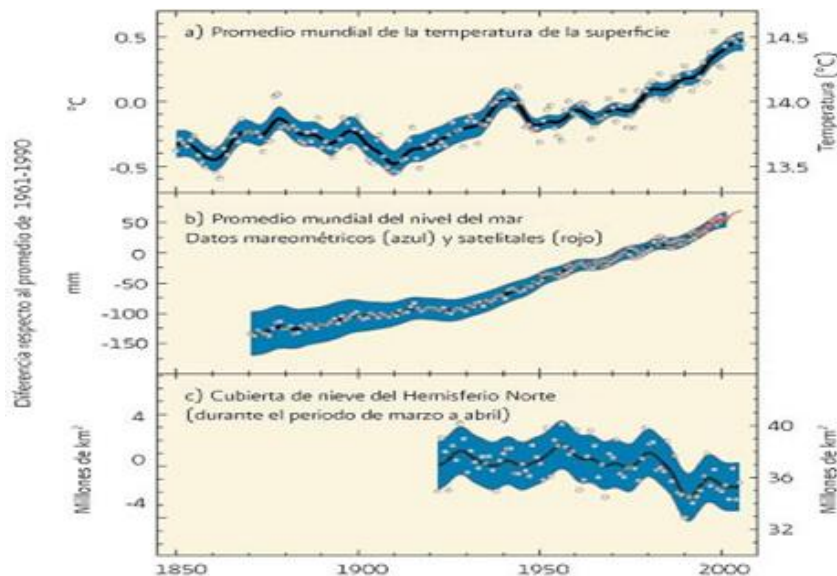 Diferencia respecto al promedio de 1961-1990
a) Promedio mundial de la temperatura de la superficie
°C
0.5
0.0
-0.5
Temperatura (°C)
14.5
14.0
13.5
b) Promedio mundial del nivel del mar
Datos mareométricos (azul) y satelitales (rojo)
mm
50
0
-50
-100
-150
c) Cubierta de nieve del Hemisferio Norte
(durante el periodo de marzo a abril)
Millones de km²
4
0
-4
Millones de km²
40
36
32
1850
1900
1950
2000